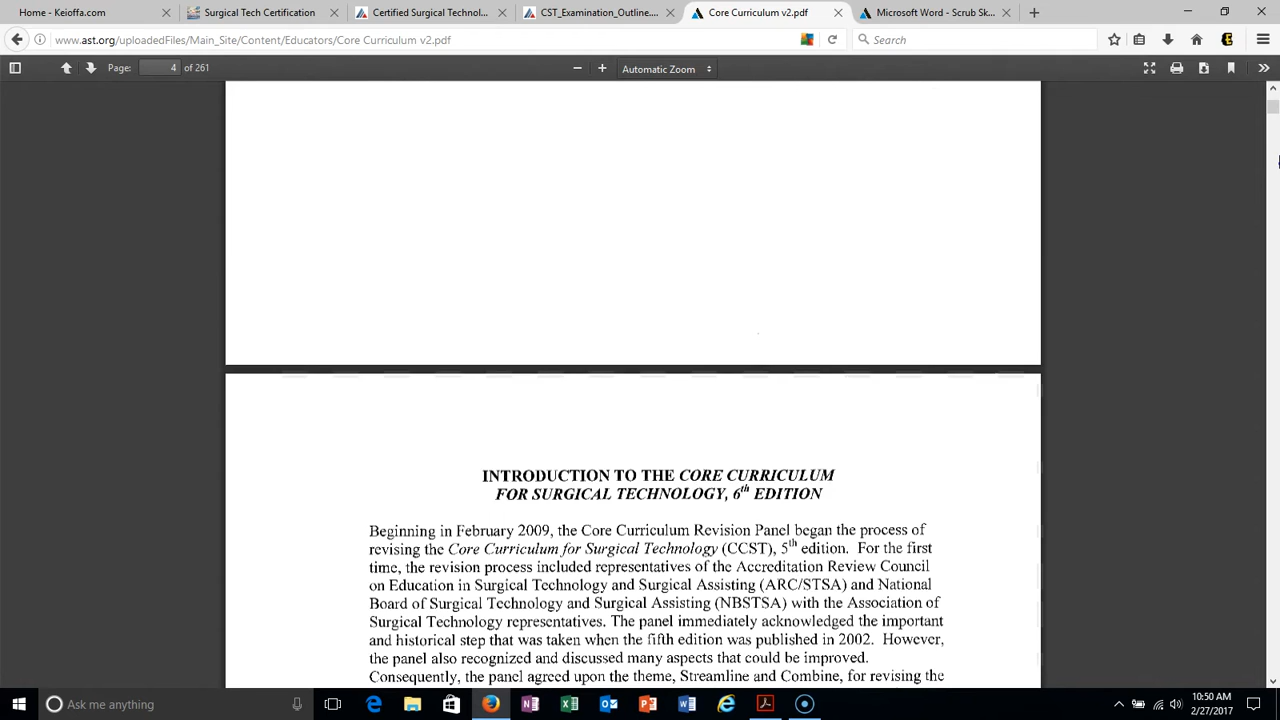 Home - Keioffa.com
Surgical Tech Certification
Certified Surgical Technol...
CST_Examination_Outline...
Core Curriculum v2.pdf
Microsoft Word - Scrub Sk...
www.ast.org/uploadedFiles/Main_Site/Content/Educators/Core Curriculum v2.pdf
Search
Page: 4 of 261
Automatic Zoom
INTRODUCTION TO THE CORE CURRICULUM
FOR SURGICAL TECHNOLOGY, 6th EDITION
Beginning in February 2009, the Core Curriculum Revision Panel began the process of
revising the Core Curriculum for Surgical Technology (CCST), 5th edition. For the first
time, the revision process included representatives of the Accreditation Review Council
on Education in Surgical Technology and Surgical Assisting (ARC/STSA) and National
Board of Surgical Technology and Surgical Assisting (NBSTSA) with the Association of
Surgical Technology representatives. The panel immediately acknowledged the important
and historical step that was taken when the fifth edition was published in 2002. However,
the panel also recognized and discussed many aspects that could be improved.
Consequently, the panel agreed upon the theme, Streamline and Combine, for revising the
Ask me anything
10:50 AM
2/27/2017